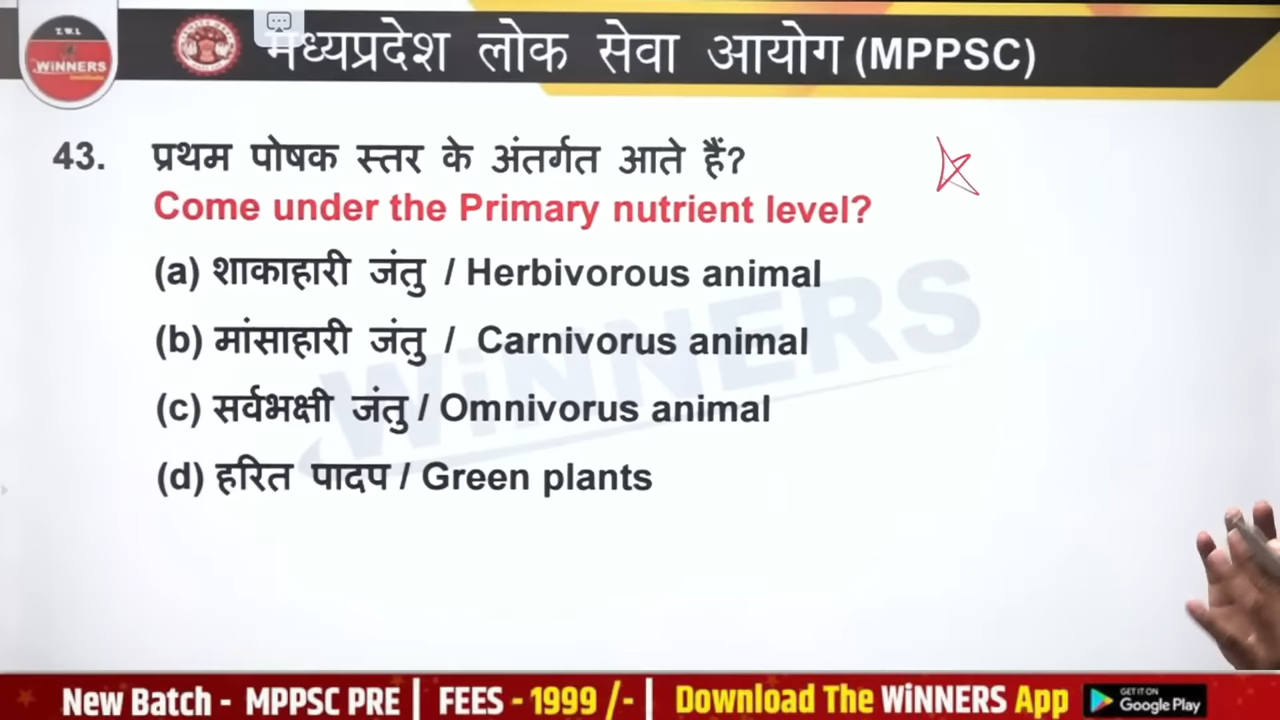 T.W.L
WiNNERS
institute
मध्यप्रदेश लोक सेवा आयोग (MPPSC)
43. प्रथम पोषक स्तर के अंतर्गत आते हैं?
Come under the Primary nutrient level?
(a) शाकाहारी जंतु / Herbivorous animal
(b) मांसाहारी जंतु / Carnivorus animal
(c) सर्वभक्षी जंतु / Omnivorus animal
(d) हरित पादप / Green plants
WiNNERS
New Batch - MPPSC PRE | FEES - 1999 /- | Download The WiNNERS App
GET IT ON
Google Play